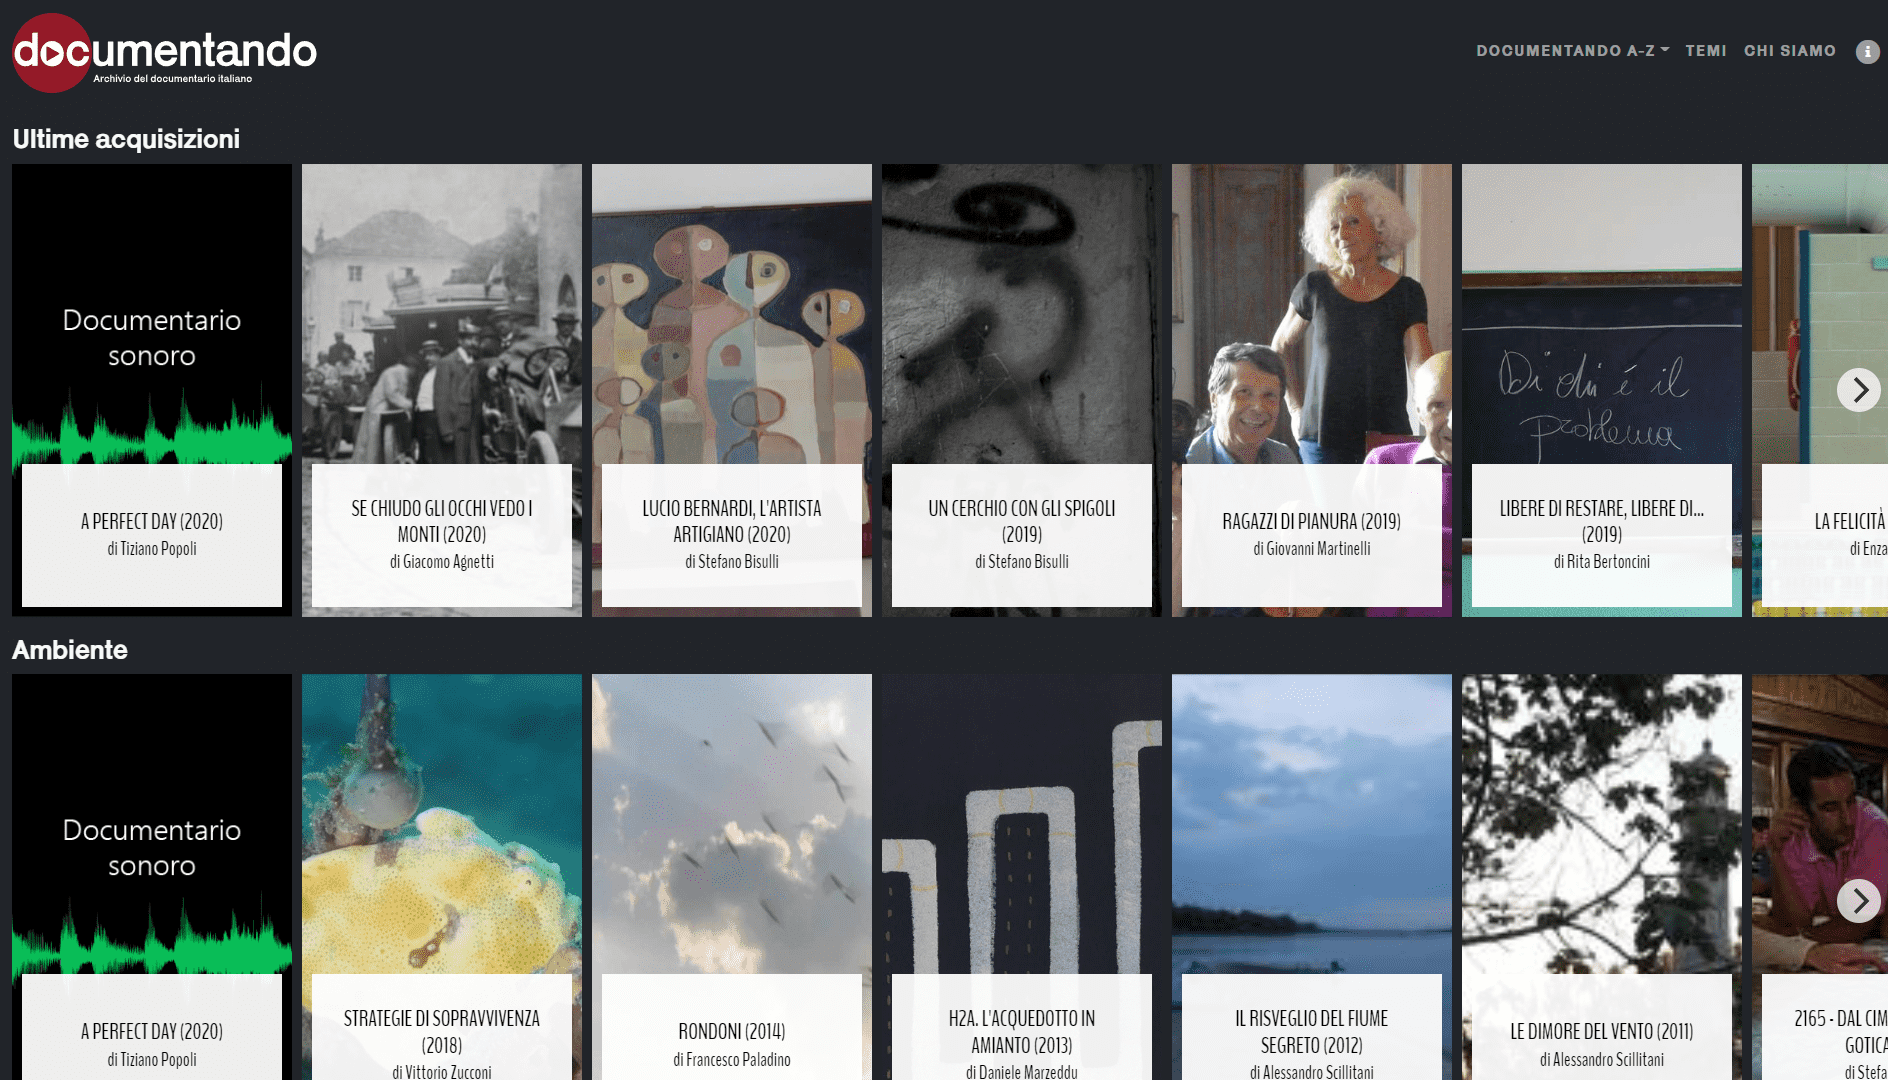 documentando
Archivio del documentario italiano
DOCUMENTANDO A-Z TEMI CHI SIAMO
Ultime acquisizioni
Documentario
sonoro
A PERFECT DAY (2020)
di Tiziano Popoli
SE CHIUDO GLI OCCHI VEDO I
MONTI (2020)
di Giacomo Agnetti
LUCIO BERNARDI, L'ARTISTA
ARTIGIANO (2020)
di Stefano Bisulli
UN CERCHIO CON GLI SPIGOLI
(2019)
di Stefano Bisulli
RAGAZZI DI PIANURA (2019)
di Giovanni Martinelli
Di chi é il
problema
LIBERE DI RESTARE, LIBERE DI...
(2019)
di Rita Bertoncini
LA FELICITÀ
di Enza
Ambiente
Documentario
sonoro
A PERFECT DAY (2020)
di Tiziano Popoli
STRATEGIE DI SOPRAVVIVENZA
(2018)
di Vittorio Zucconi
RONDONI (2014)
di Francesco Paladino
H2A. L'ACQUEDOTTO IN
AMIANTO (2013)
di Daniele Marzeddu
IL RISVEGLIO DEL FIUME
SEGRETO (2012)
di Alessandro Scillitani
LE DIMORE DEL VENTO (2011)
di Alessandro Scillitani
2165 - DAL CIM
GOTICA
di Stefa